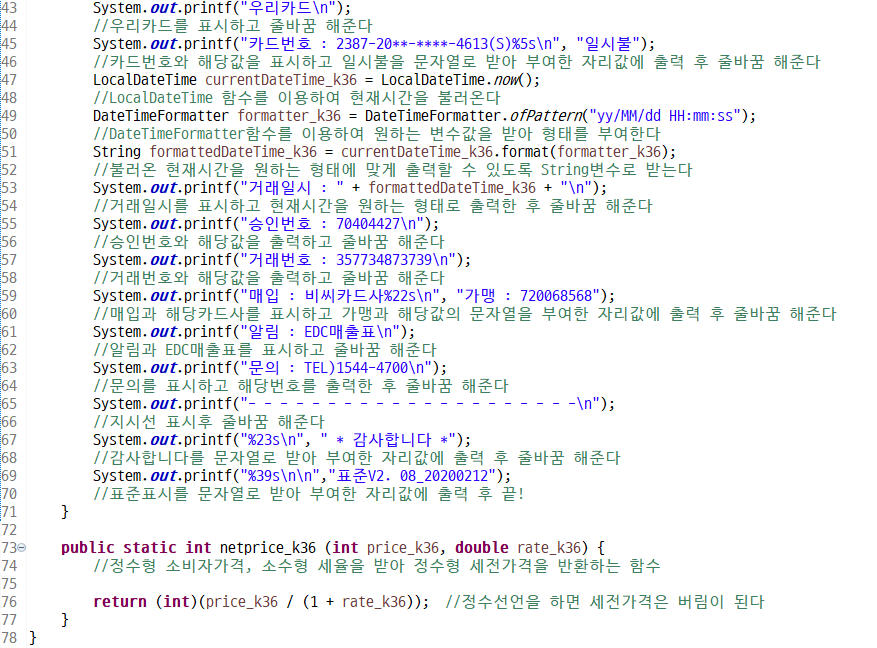 43 System.out.printf("우리카드\n");
44 //우리카드를 표시하고 줄바꿈 해준다
45 System.out.printf("카드번호 : 2387-20**-****-4613(S)%5s\n", "일시불");
46 //카드번호와 해당값을 표시하고 일시불을 문자열로 받아 부여한 자리값에 출력 후 줄바꿈 해준다
47 LocalDateTime currentDateTime_k36 = LocalDateTime.now();
48 //LocalDateTime 함수를 이용하여 현재시간을 불러온다
49 DateTimeFormatter formatter_k36 = DateTimeFormatter.ofPattern("yy/MM/dd HH:mm:ss");
50 //DateTimeFormatter함수를 이용하여 원하는 변수값을 받아 형태를 부여한다
51 String formattedDateTime_k36 = currentDateTime_k36.format(formatter_k36);
52 //불러온 현재시간을 원하는 형태에 맞게 출력할 수 있도록 String변수로 받는다
53 System.out.printf("거래일시 : " + formattedDateTime_k36 + "\n");
54 //거래일시를 표시하고 현재시간을 원하는 형태로 출력한 후 줄바꿈 해준다
55 System.out.printf("승인번호 : 70404427\n");
56 //승인번호와 해당값을 출력하고 줄바꿈 해준다
57 System.out.printf("거래번호 : 357734873739\n");
58 //거래번호와 해당값을 출력하고 줄바꿈 해준다
59 System.out.printf("매입 : 비씨카드사%22s\n", "가맹 : 720068568");
60 //매입과 해당카드사를 표시하고 가맹과 해당값의 문자열을 부여한 자리값에 출력 후 줄바꿈 해준다
61 System.out.printf("알림 : EDC매출표\n");
62 //알림과 EDC매출표를 표시하고 줄바꿈 해준다
63 System.out.printf("문의 : TEL)1544-4700\n");
64 //문의를 표시하고 해당번호를 출력한 후 줄바꿈 해준다
65 System.out.printf("- - - - - - - - - - - - - - - - - - - - - -\n");
66 //지시선 표시후 줄바꿈 해준다
67 System.out.printf("%23s\n", " * 감사합니다 *");
68 //감사합니다를 문자열로 받아 부여한 자리값에 출력 후 줄바꿈 해준다
69 System.out.printf("%39s\n\n","표준V2. 08_20200212");
70 //표준표시를 문자열로 받아 부여한 자리값에 출력 후 끝!
71 }
72
73 public static int netprice_k36 (int price_k36, double rate_k36) {
74 //정수형 소비자가격, 소수형 세율을 받아 정수형 세전가격을 반환하는 함수
75
76 return (int)(price_k36 / (1 + rate_k36)); //정수선언을 하면 세전가격은 버림이 된다
77 }
78 }